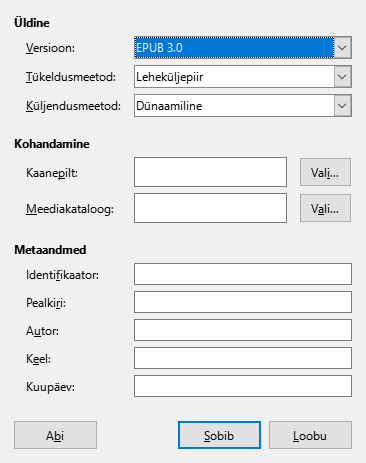 Üldine
Versioon: EPUB 3.0
Tükeldusmeetod: Leheküljepiir
Küljendusmeetod: Dünaamiline
Kohandamine
Kaanepilt: Vali...
Meediakataloog: Vali...
Metaandmed
Identifikaator:
Pealkiri:
Autor:
Keel:
Kuupäev:
Abi Sobib Loobu